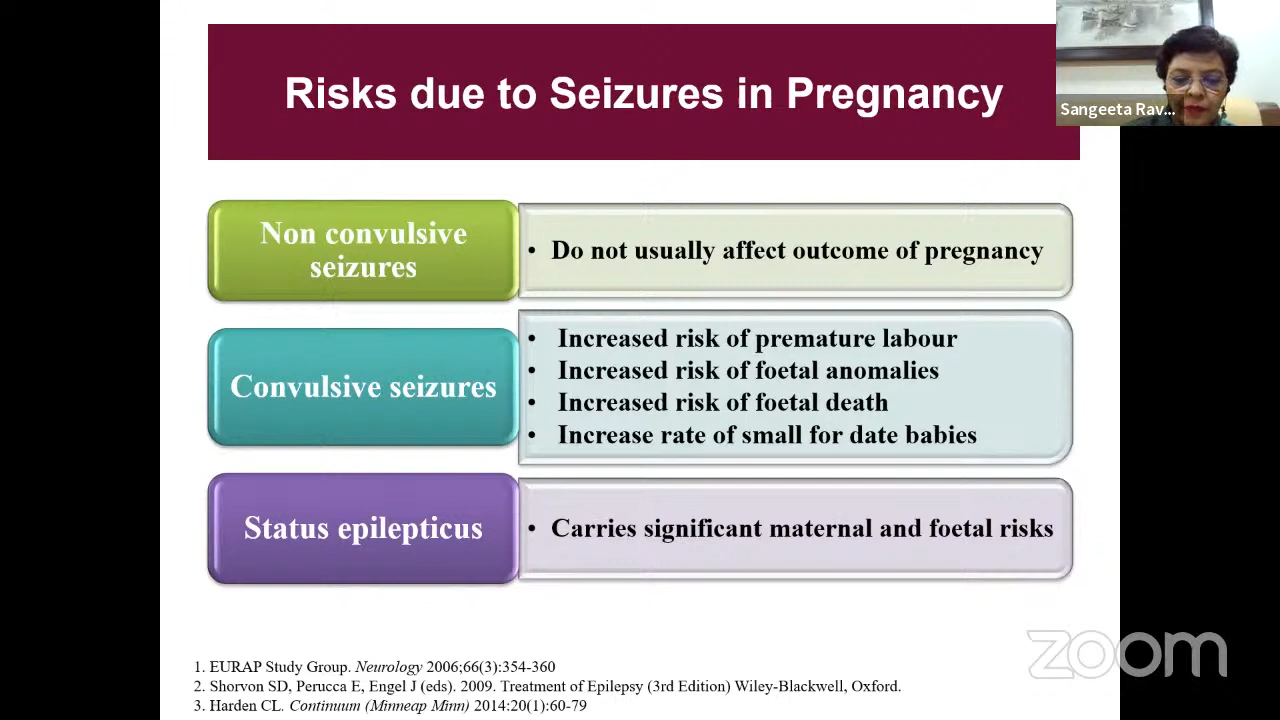 Risks due to Seizures in Pregnancy
Sangeeta Rav...
Non convulsive
seizures
• Do not usually affect outcome of pregnancy
Convulsive seizures
• Increased risk of premature labour
• Increased risk of foetal anomalies
• Increased risk of foetal death
• Increase rate of small for date babies
Status epilepticus
• Carries significant maternal and foetal risks
zoom
1. EURAP Study Group. Neurology 2006;66(3):354-360
2. Shorvon SD, Perucca E, Engel J (eds). 2009. Treatment of Epilepsy (3rd Edition) Wiley-Blackwell, Oxford.
3. Harden CL. Continuum (Minneap Minn) 2014:20(1):60-79